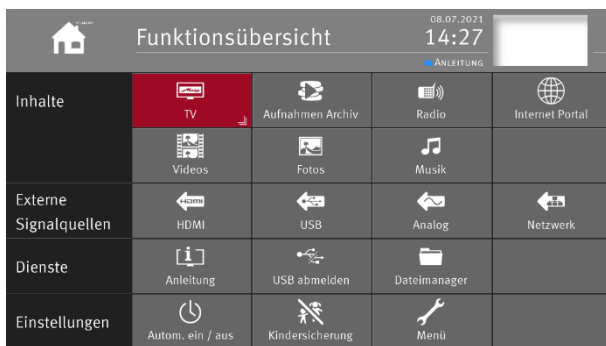 08.07.2021
Funktionsübersicht
14:27
ANLEITUNG
Inhalte
TV
Aufnahmen Archiv
Radio
Internet Portal
Videos
Fotos
Musik
Externe
Signalquellen
HDMI
HDMI
USB
Analog
Netzwerk
Dienste
Anleitung
USB abmelden
Dateimanager
Einstellungen
Autom. ein / aus
Kindersicherung
Menü